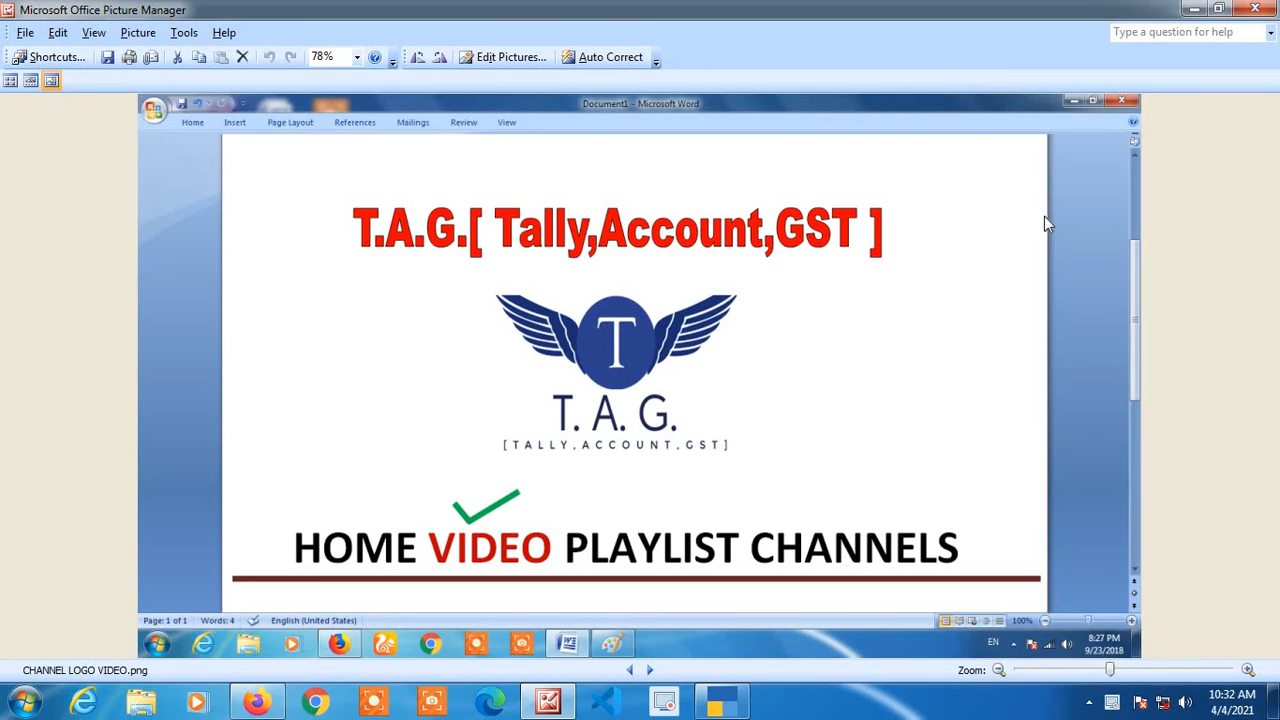 Microsoft Office Picture Manager
File Edit View Picture Tools Help
Type a question for help
Shortcuts... 78% Edit Pictures... Auto Correct
Document1 - Microsoft Word
Home Insert Page Layout References Mailings Review View
T.A.G.[ Tally,Account,GST ]
T
T. A. G.
[TALLY,ACCOUNT,GST]
HOME VIDEO PLAYLIST CHANNELS
Page: 1 of 1 Words: 4 English (United States) 100%
EN 8:27 PM
9/23/2018
CHANNEL LOGO VIDEO.png Zoom:
10:32 AM
4/4/2021